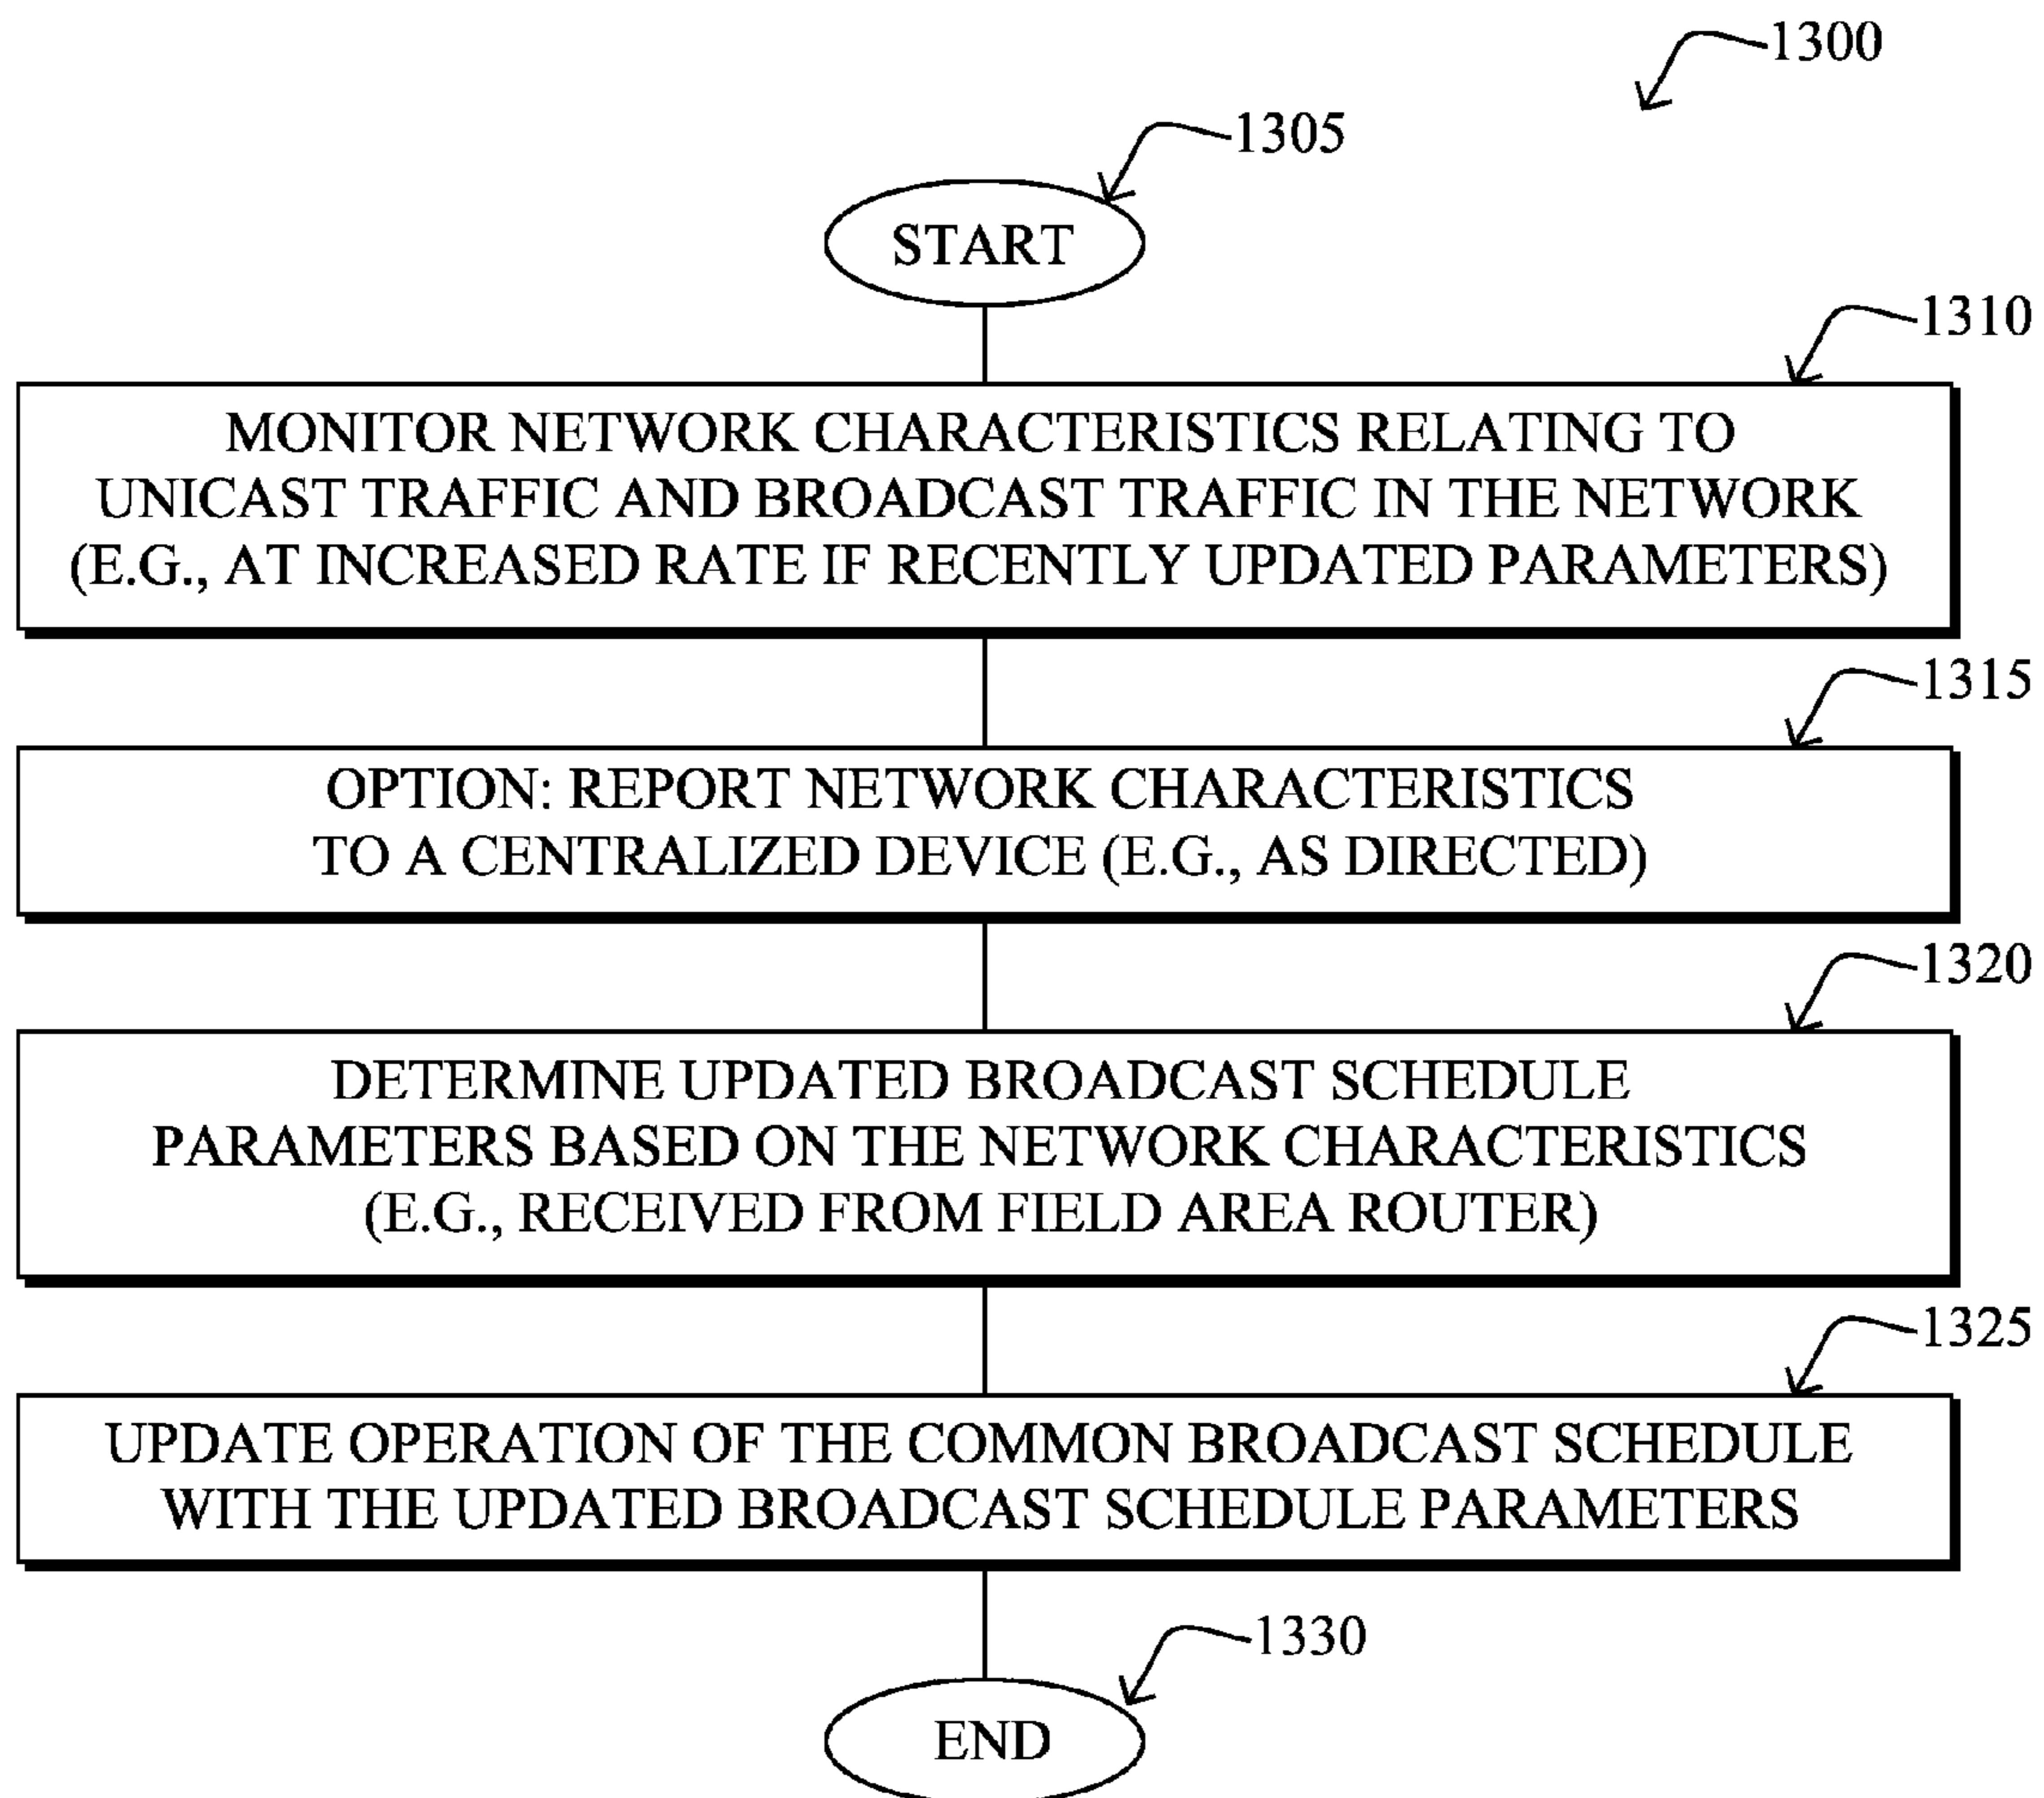 1300
1305
START
1310
MONITOR NETWORK CHARACTERISTICS RELATING TO
UNICAST TRAFFIC AND BROADCAST TRAFFIC IN THE NETWORK
(E.G., AT INCREASED RATE IF RECENTLY UPDATED PARAMETERS)
1315
OPTION: REPORT NETWORK CHARACTERISTICS
TO A CENTRALIZED DEVICE (E.G., AS DIRECTED)
1320
DETERMINE UPDATED BROADCAST SCHEDULE
PARAMETERS BASED ON THE NETWORK CHARACTERISTICS
(E.G., RECEIVED FROM FIELD AREA ROUTER)
1325
UPDATE OPERATION OF THE COMMON BROADCAST SCHEDULE
WITH THE UPDATED BROADCAST SCHEDULE PARAMETERS
1330
END